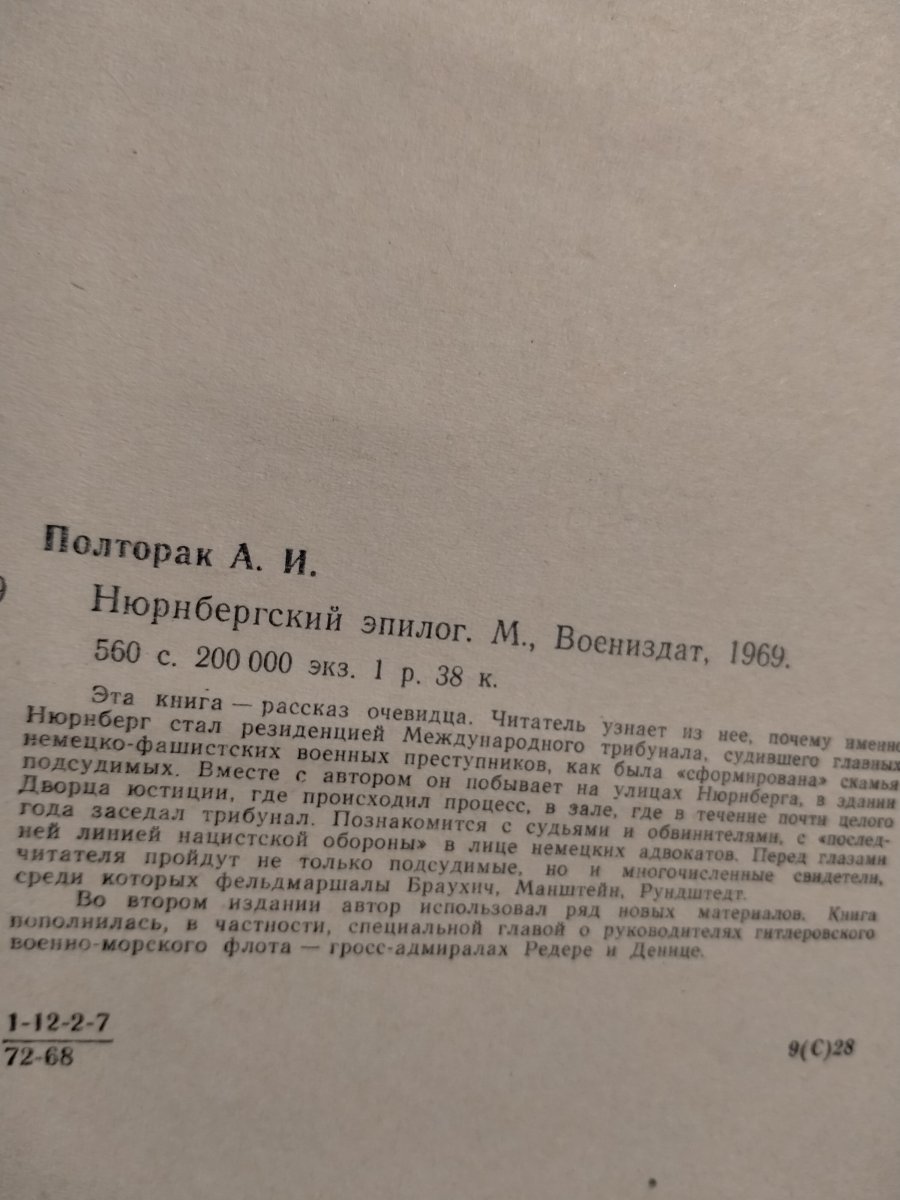 Полторак А. И.
9
Нюрнбергский эпилог. М., Воениздат, 1969.
560 с. 200 000 экз. 1 р. 38 к.
Эта книга — рассказ очевидца. Читатель узнает из нее, почему именно
Нюрнберг стал резиденцией Международного трибунала, судившего главных
немецко-фашистских военных преступников, как была «сформирована» скамья
подсудимых. Вместе с автором он побывает на улицах Нюрнберга, в здании
Дворца юстиции, где происходил процесс, в зале, где в течение почти целого
года заседал трибунал. Познакомится с судьями и обвинителями, с «послед-
ней линией нацистской обороны» в лице немецких адвокатов. Перед глазами
читателя пройдут не только подсудимые, но и многочисленные свидетели,
среди которых фельдмаршалы Браухич, Манштейн, Рундштедт.
Во втором издании автор использовал ряд новых материалов. Книга
пополнилась, в частности, специальной главой о руководителях гитлеровского
военно-морского флота — гросс-адмиралах Редере и Денице.
1-12-2-7
72-68
9(С)28